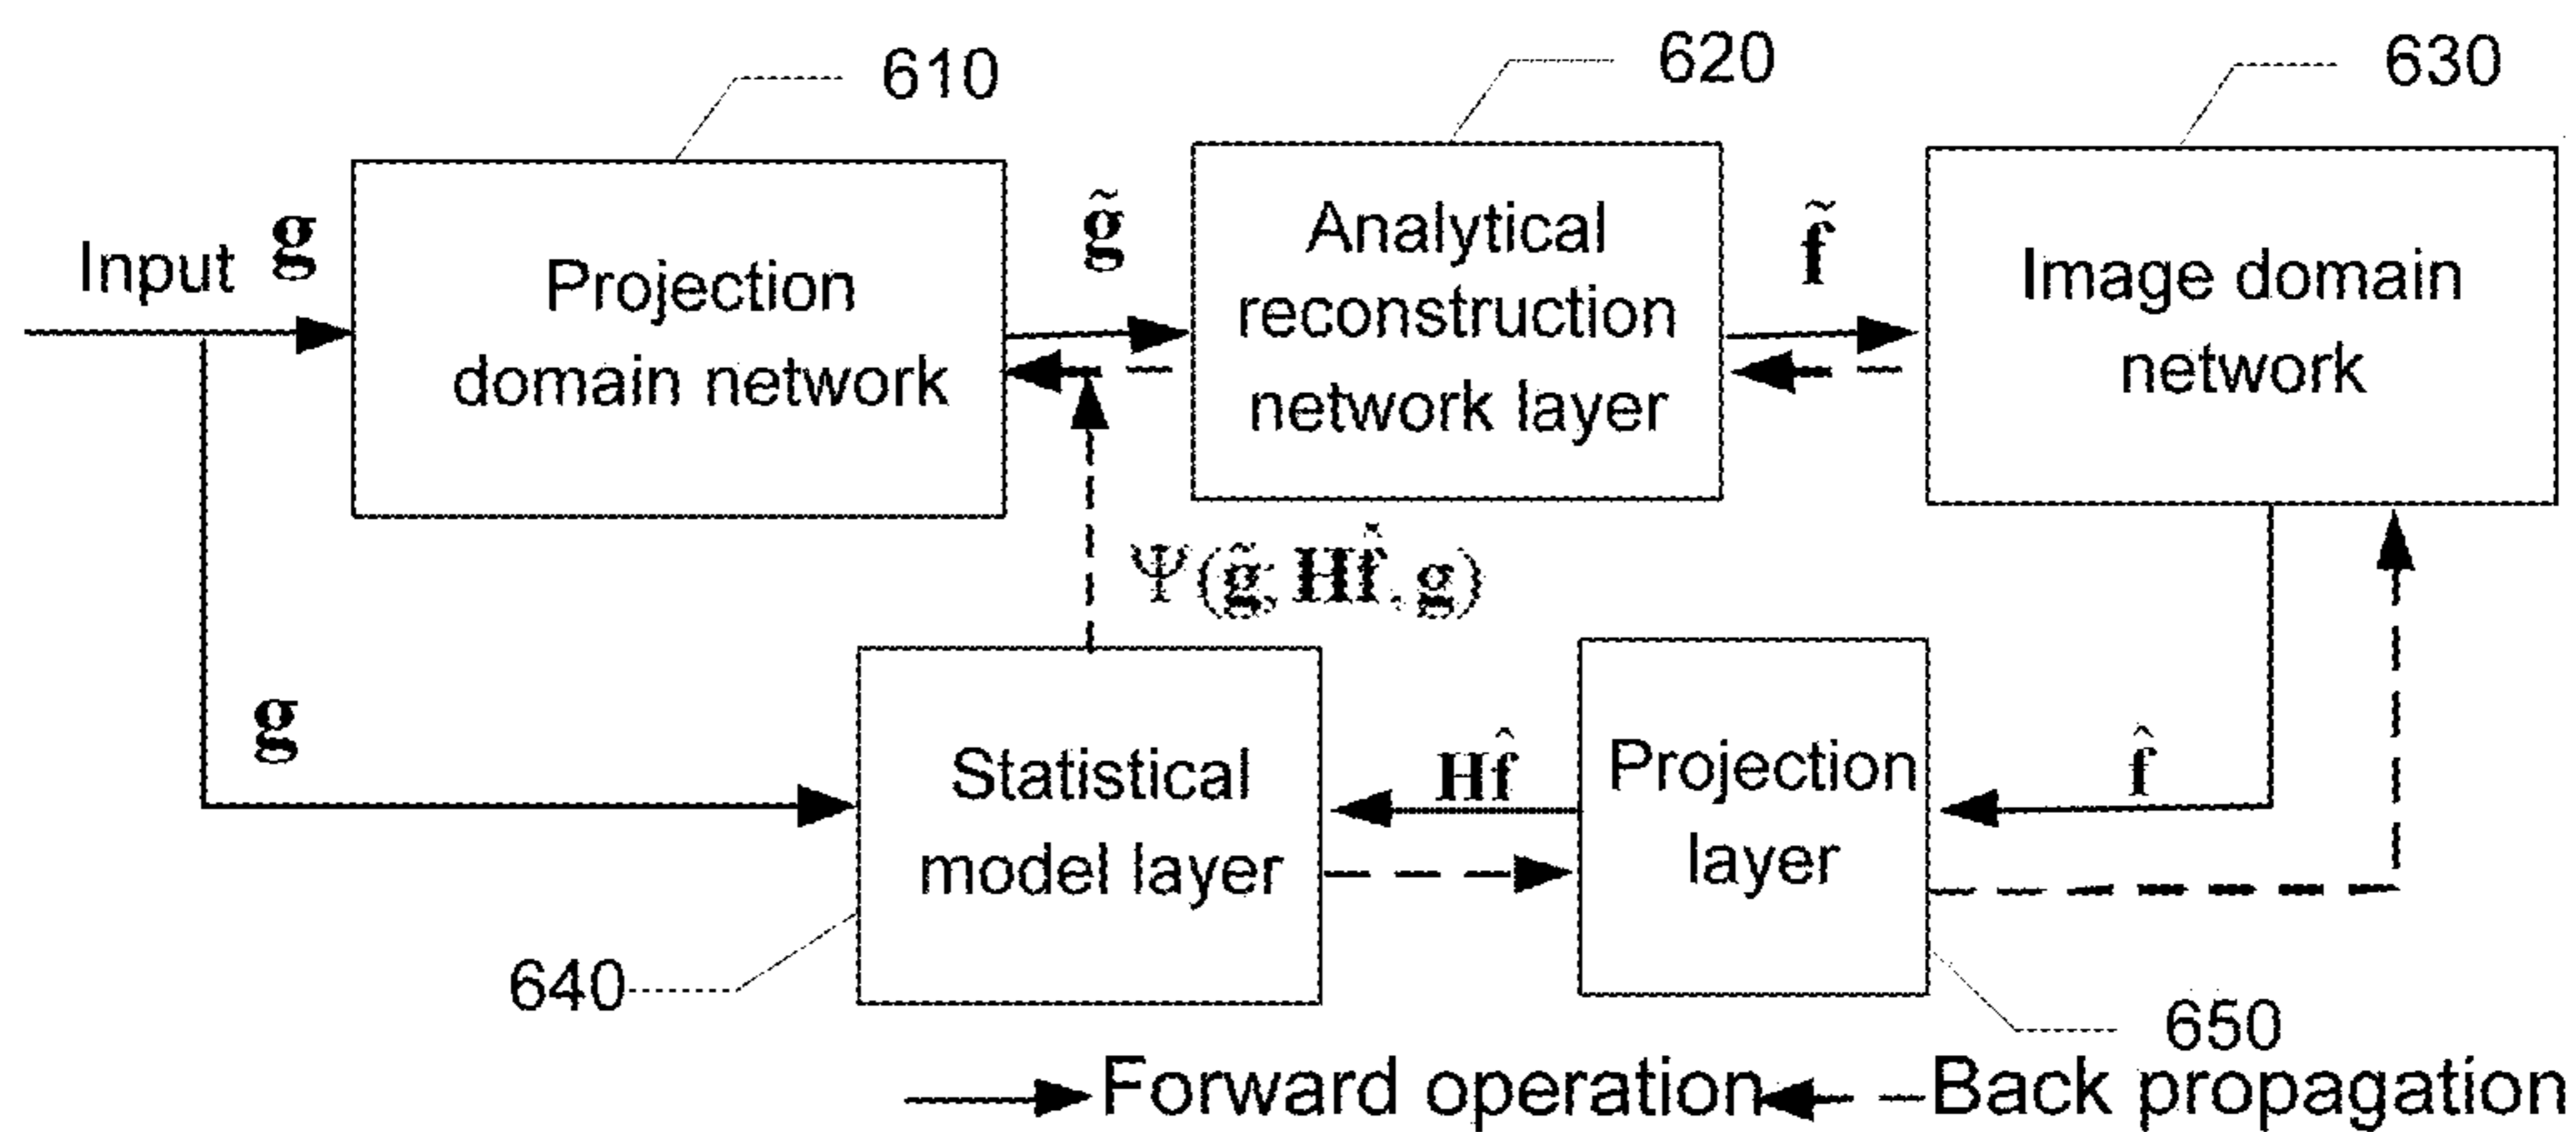 610
620
630
Input g
Projection
domain network
g̃
Analytical
reconstruction
network layer
f̃
Image domain
network
Ψ(g̃; Hf̂, g)
g
Statistical
model layer
Hf̂
Projection
layer
f̂
640
650
Forward operation
Back propagation